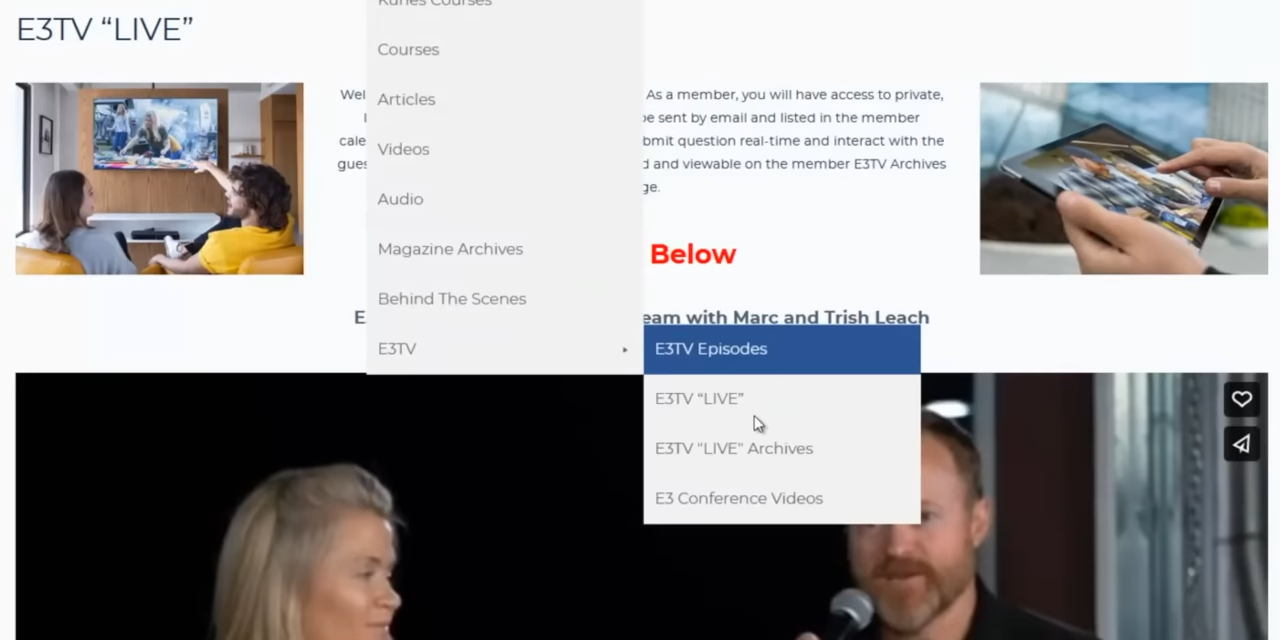 E3TV “LIVE”
Courses
Articles
Videos
Audio
Magazine Archives
Behind The Scenes
E3TV
As a member, you will have access to private,
be sent by email and listed in the member
question real-time and interact with the
and viewable on the member E3TV Archives
Below
with Marc and Trish Leach
E3TV Episodes
E3TV “LIVE”
E3TV "LIVE" Archives
E3 Conference Videos